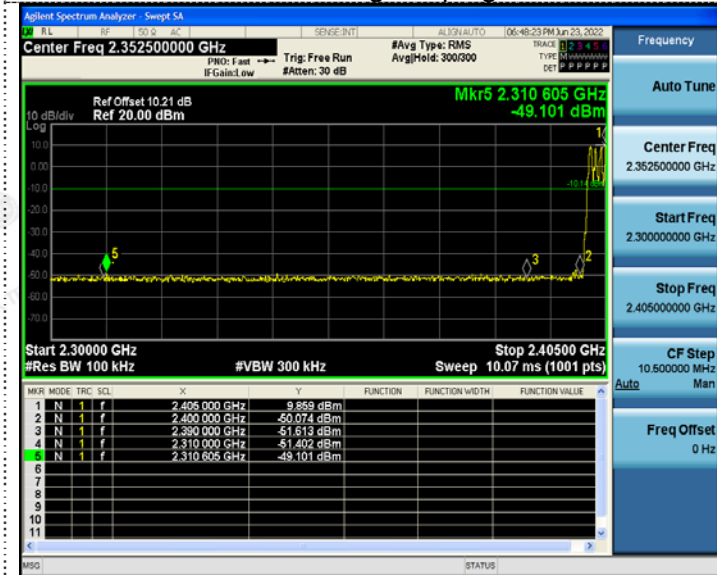 Agilent Spectrum Analyzer - Swept SA
RL RF 50 Ω AC SENSE:INT ALIGN AUTO 06:48:23 PM Jun 23, 2022
Center Freq 2.352500000 GHz
PNO: Fast
IFGain:Low
Trig: Free Run
#Atten: 30 dB
#Avg Type: RMS
Avg|Hold: 300/300
TRACE 1 2 3 4 5 6
TYPE M
DET P P P P P P
Ref Offset 10.21 dB
10 dB/div Ref 20.00 dBm
Log
Mkr5 2.310 605 GHz
-49.101 dBm
10.0
0.00
-10.0
-20.0
-30.0
-40.0
-50.0
-60.0
-70.0
1
2
3
5
Start 2.30000 GHz Stop 2.40500 GHz
#Res BW 100 kHz #VBW 300 kHz Sweep 10.07 ms (1001 pts)
MKR MODE TRC SCL X Y FUNCTION FUNCTION WIDTH FUNCTION VALUE
1 N 1 f 2.405 000 GHz 9.859 dBm
2 N 1 f 2.400 000 GHz -50.074 dBm
3 N 1 f 2.390 000 GHz -51.613 dBm
4 N 1 f 2.310 000 GHz -51.402 dBm
5 N 1 f 2.310 605 GHz -49.101 dBm
6
7
8
9
10
11
MSG STATUS
Frequency
Auto Tune
Center Freq
2.352500000 GHz
Start Freq
2.300000000 GHz
Stop Freq
2.405000000 GHz
CF Step
10.500000 MHz
Auto Man
Freq Offset
0 Hz